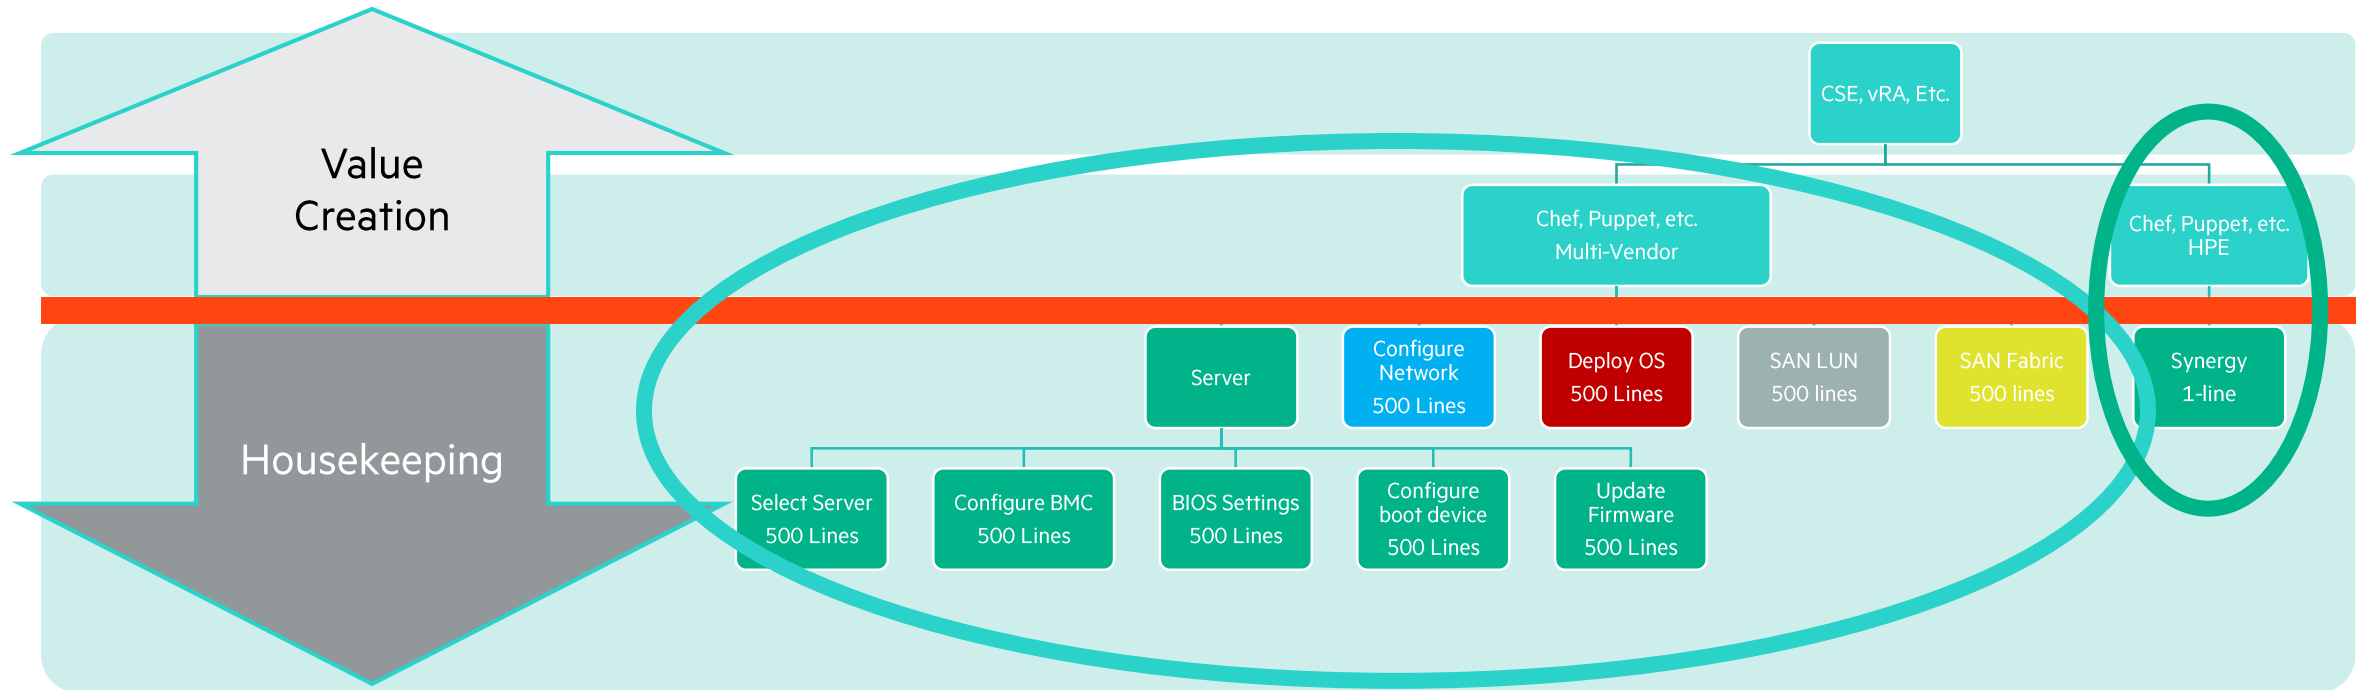 CSE, vRA, Etc.
Value
Creation
Chef, Puppet, etc.
Multi-Vendor
Chef, Puppet, etc.
HPE
Server
Configure
Network
500 Lines
Deploy OS
500 Lines
SAN LUN
500 lines
SAN Fabric
500 lines
Synergy
1-line
Housekeeping
Select Server
500 Lines
Configure BMC
500 Lines
BIOS Settings
500 Lines
Configure
boot device
500 Lines
Update
Firmware
500 Lines